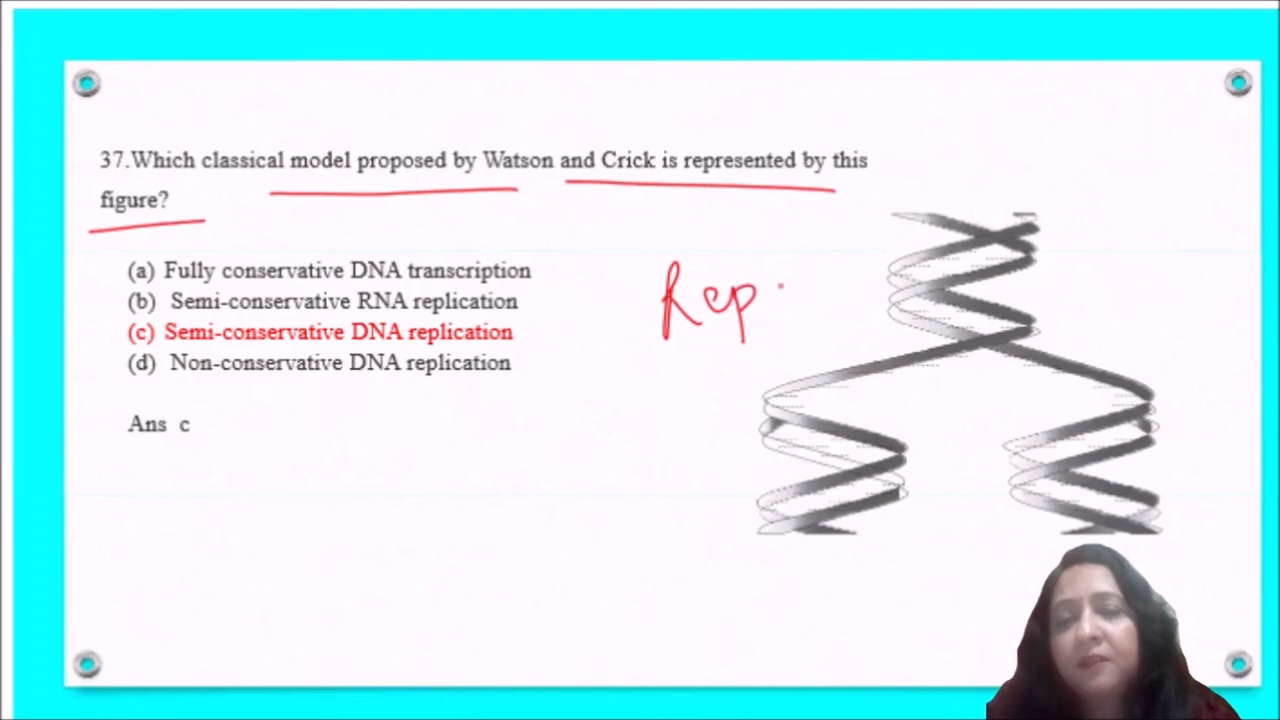 37.Which classical model proposed by Watson and Crick is represented by this
figure?
(a) Fully conservative DNA transcription
(b) Semi-conservative RNA replication
(c) Semi-conservative DNA replication
(d) Non-conservative DNA replication
Rep
Ans c